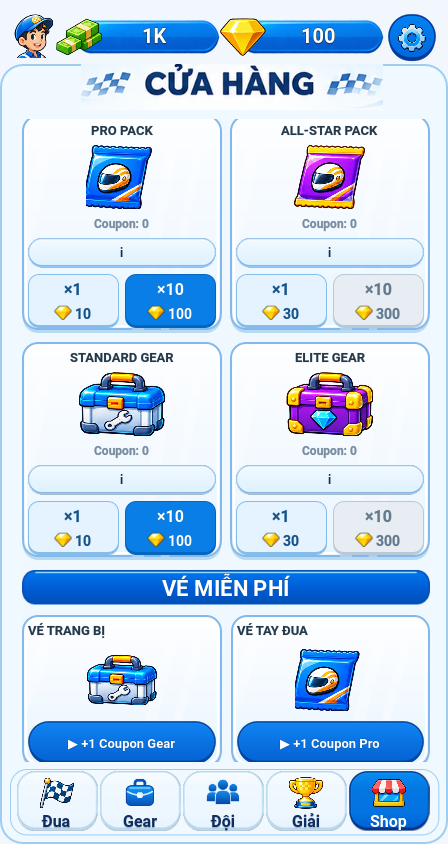 1K
100
CỬA HÀNG
PRO PACK
ALL-STAR PACK
Coupon: 0
Coupon: 0
i
i
×1
×10
×1
×10
10
100
30
300
STANDARD GEAR
ELITE GEAR
Coupon: 0
Coupon: 0
i
i
×1
×10
×1
×10
10
100
30
300
VÉ MIỄN PHÍ
VÉ TRANG BỊ
VÉ TAY ĐUA
▶ +1 Coupon Gear
▶ +1 Coupon Pro
Đua
Gear
Đội
Giải
Shop